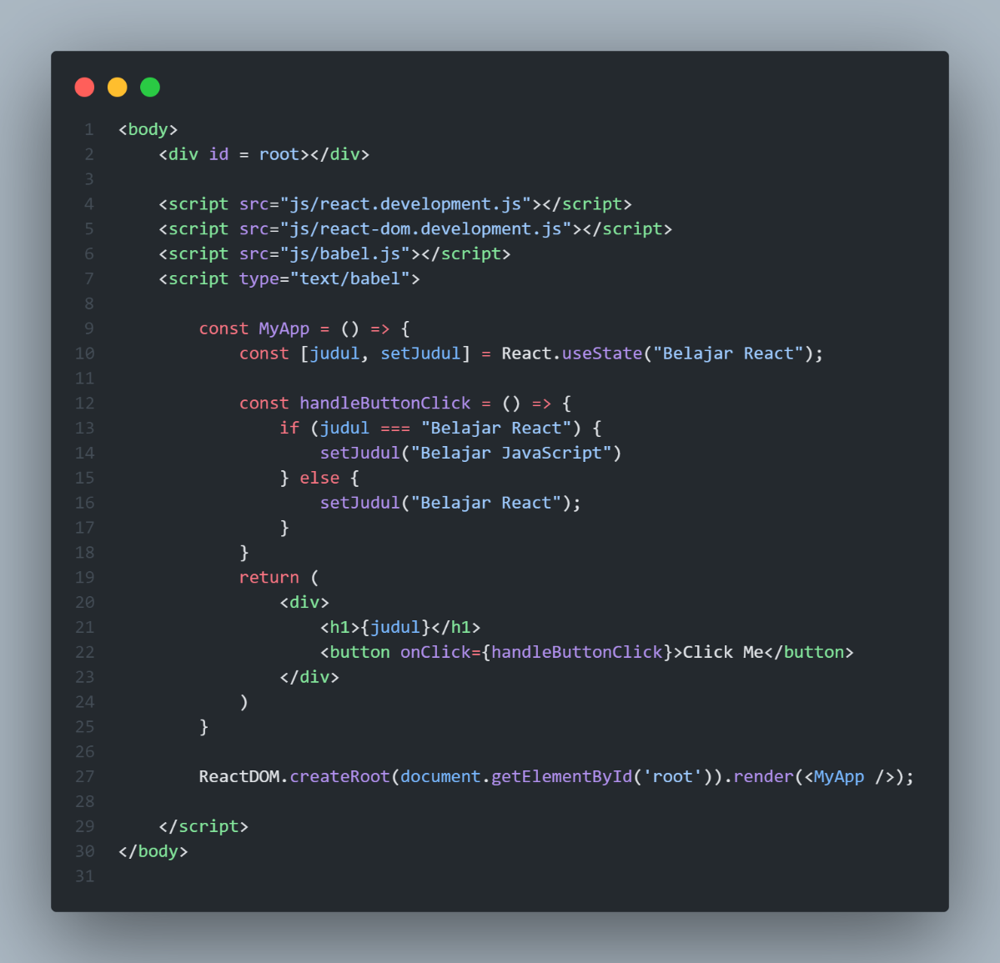 1 <body>
2     <div id = root></div>
3
4     <script src="js/react.development.js"></script>
5     <script src="js/react-dom.development.js"></script>
6     <script src="js/babel.js"></script>
7     <script type="text/babel">
8
9         const MyApp = () => {
10             const [judul, setJudul] = React.useState("Belajar React");
11
12             const handleButtonClick = () => {
13                 if (judul === "Belajar React") {
14                     setJudul("Belajar JavaScript")
15                 } else {
16                     setJudul("Belajar React");
17                 }
18             }
19             return (
20                 <div>
21                     <h1>{judul}</h1>
22                     <button onClick={handleButtonClick}>Click Me</button>
23                 </div>
24             )
25         }
26
27         ReactDOM.createRoot(document.getElementById('root')).render(<MyApp />);
28
29     </script>
30 </body>
31